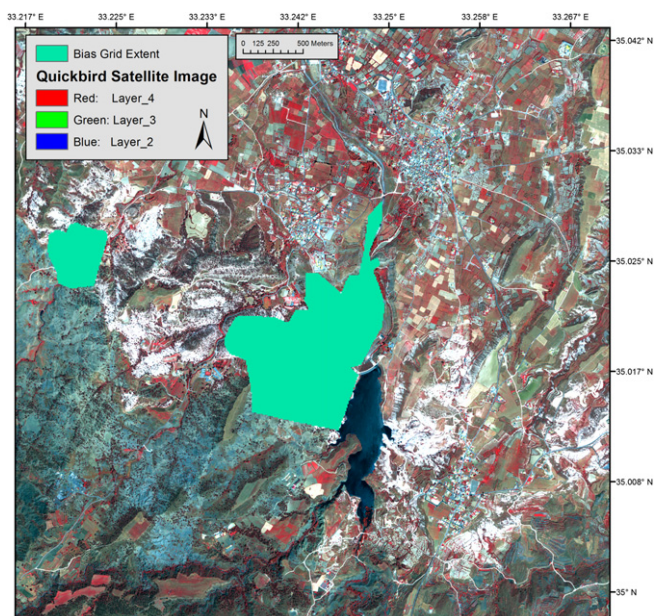 33.217° E 33.225° E 33.233° E 33.242° E 33.25° E 33.258° E 33.267° E
Bias Grid Extent
Quickbird Satellite Image
Red: Layer_4
Green: Layer_3
Blue: Layer_2
N
0 125 250 500 Meters
35.042° N
35.033° N
35.025° N
35.017° N
35.008° N
35° N